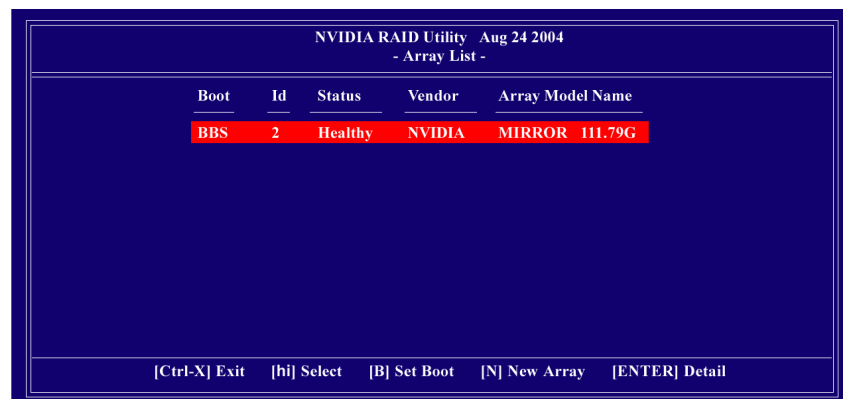 NVIDIA RAID Utility Aug 24 2004
- Array List -
Boot Id Status Vendor Array Model Name
BBS 2 Healthy NVIDIA MIRROR 111.79G
[Ctrl-X] Exit [hi] Select [B] Set Boot [N] New Array [ENTER] Detail